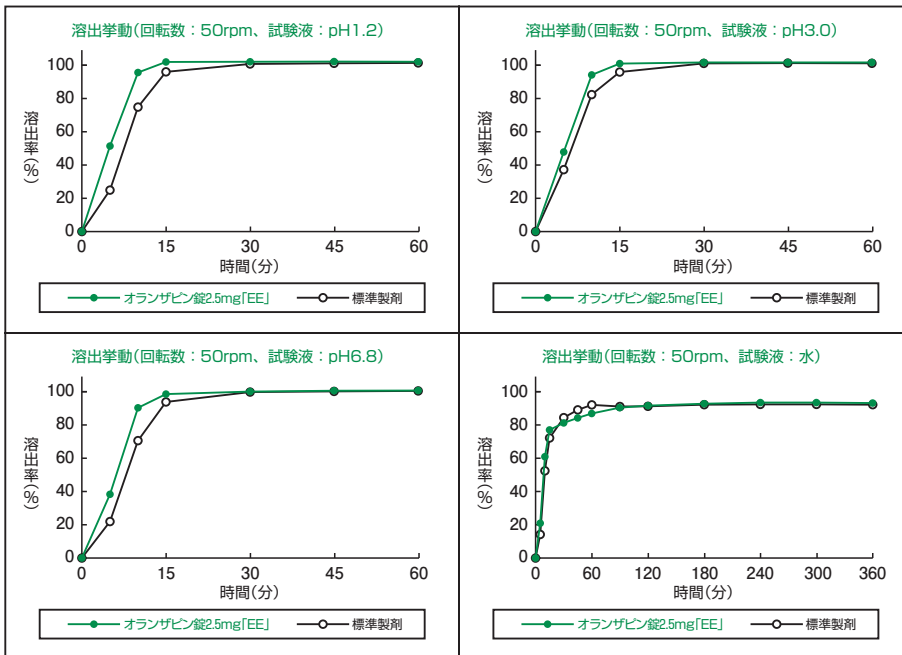 溶出挙動(回転数：50rpm、試験液：pH1.2)
溶出率(%)
100
80
60
40
20
0
0 15 30 45 60
時間(分)
オランザピン錠2.5mg「EE」 標準製剤
溶出挙動(回転数：50rpm、試験液：pH3.0)
溶出率(%)
100
80
60
40
20
0
0 15 30 45 60
時間(分)
オランザピン錠2.5mg「EE」 標準製剤
溶出挙動(回転数：50rpm、試験液：pH6.8)
溶出率(%)
100
80
60
40
20
0
0 15 30 45 60
時間(分)
オランザピン錠2.5mg「EE」 標準製剤
溶出挙動(回転数：50rpm、試験液：水)
溶出率(%)
100
80
60
40
20
0
0 60 120 180 240 300 360
時間(分)
オランザピン錠2.5mg「EE」 標準製剤